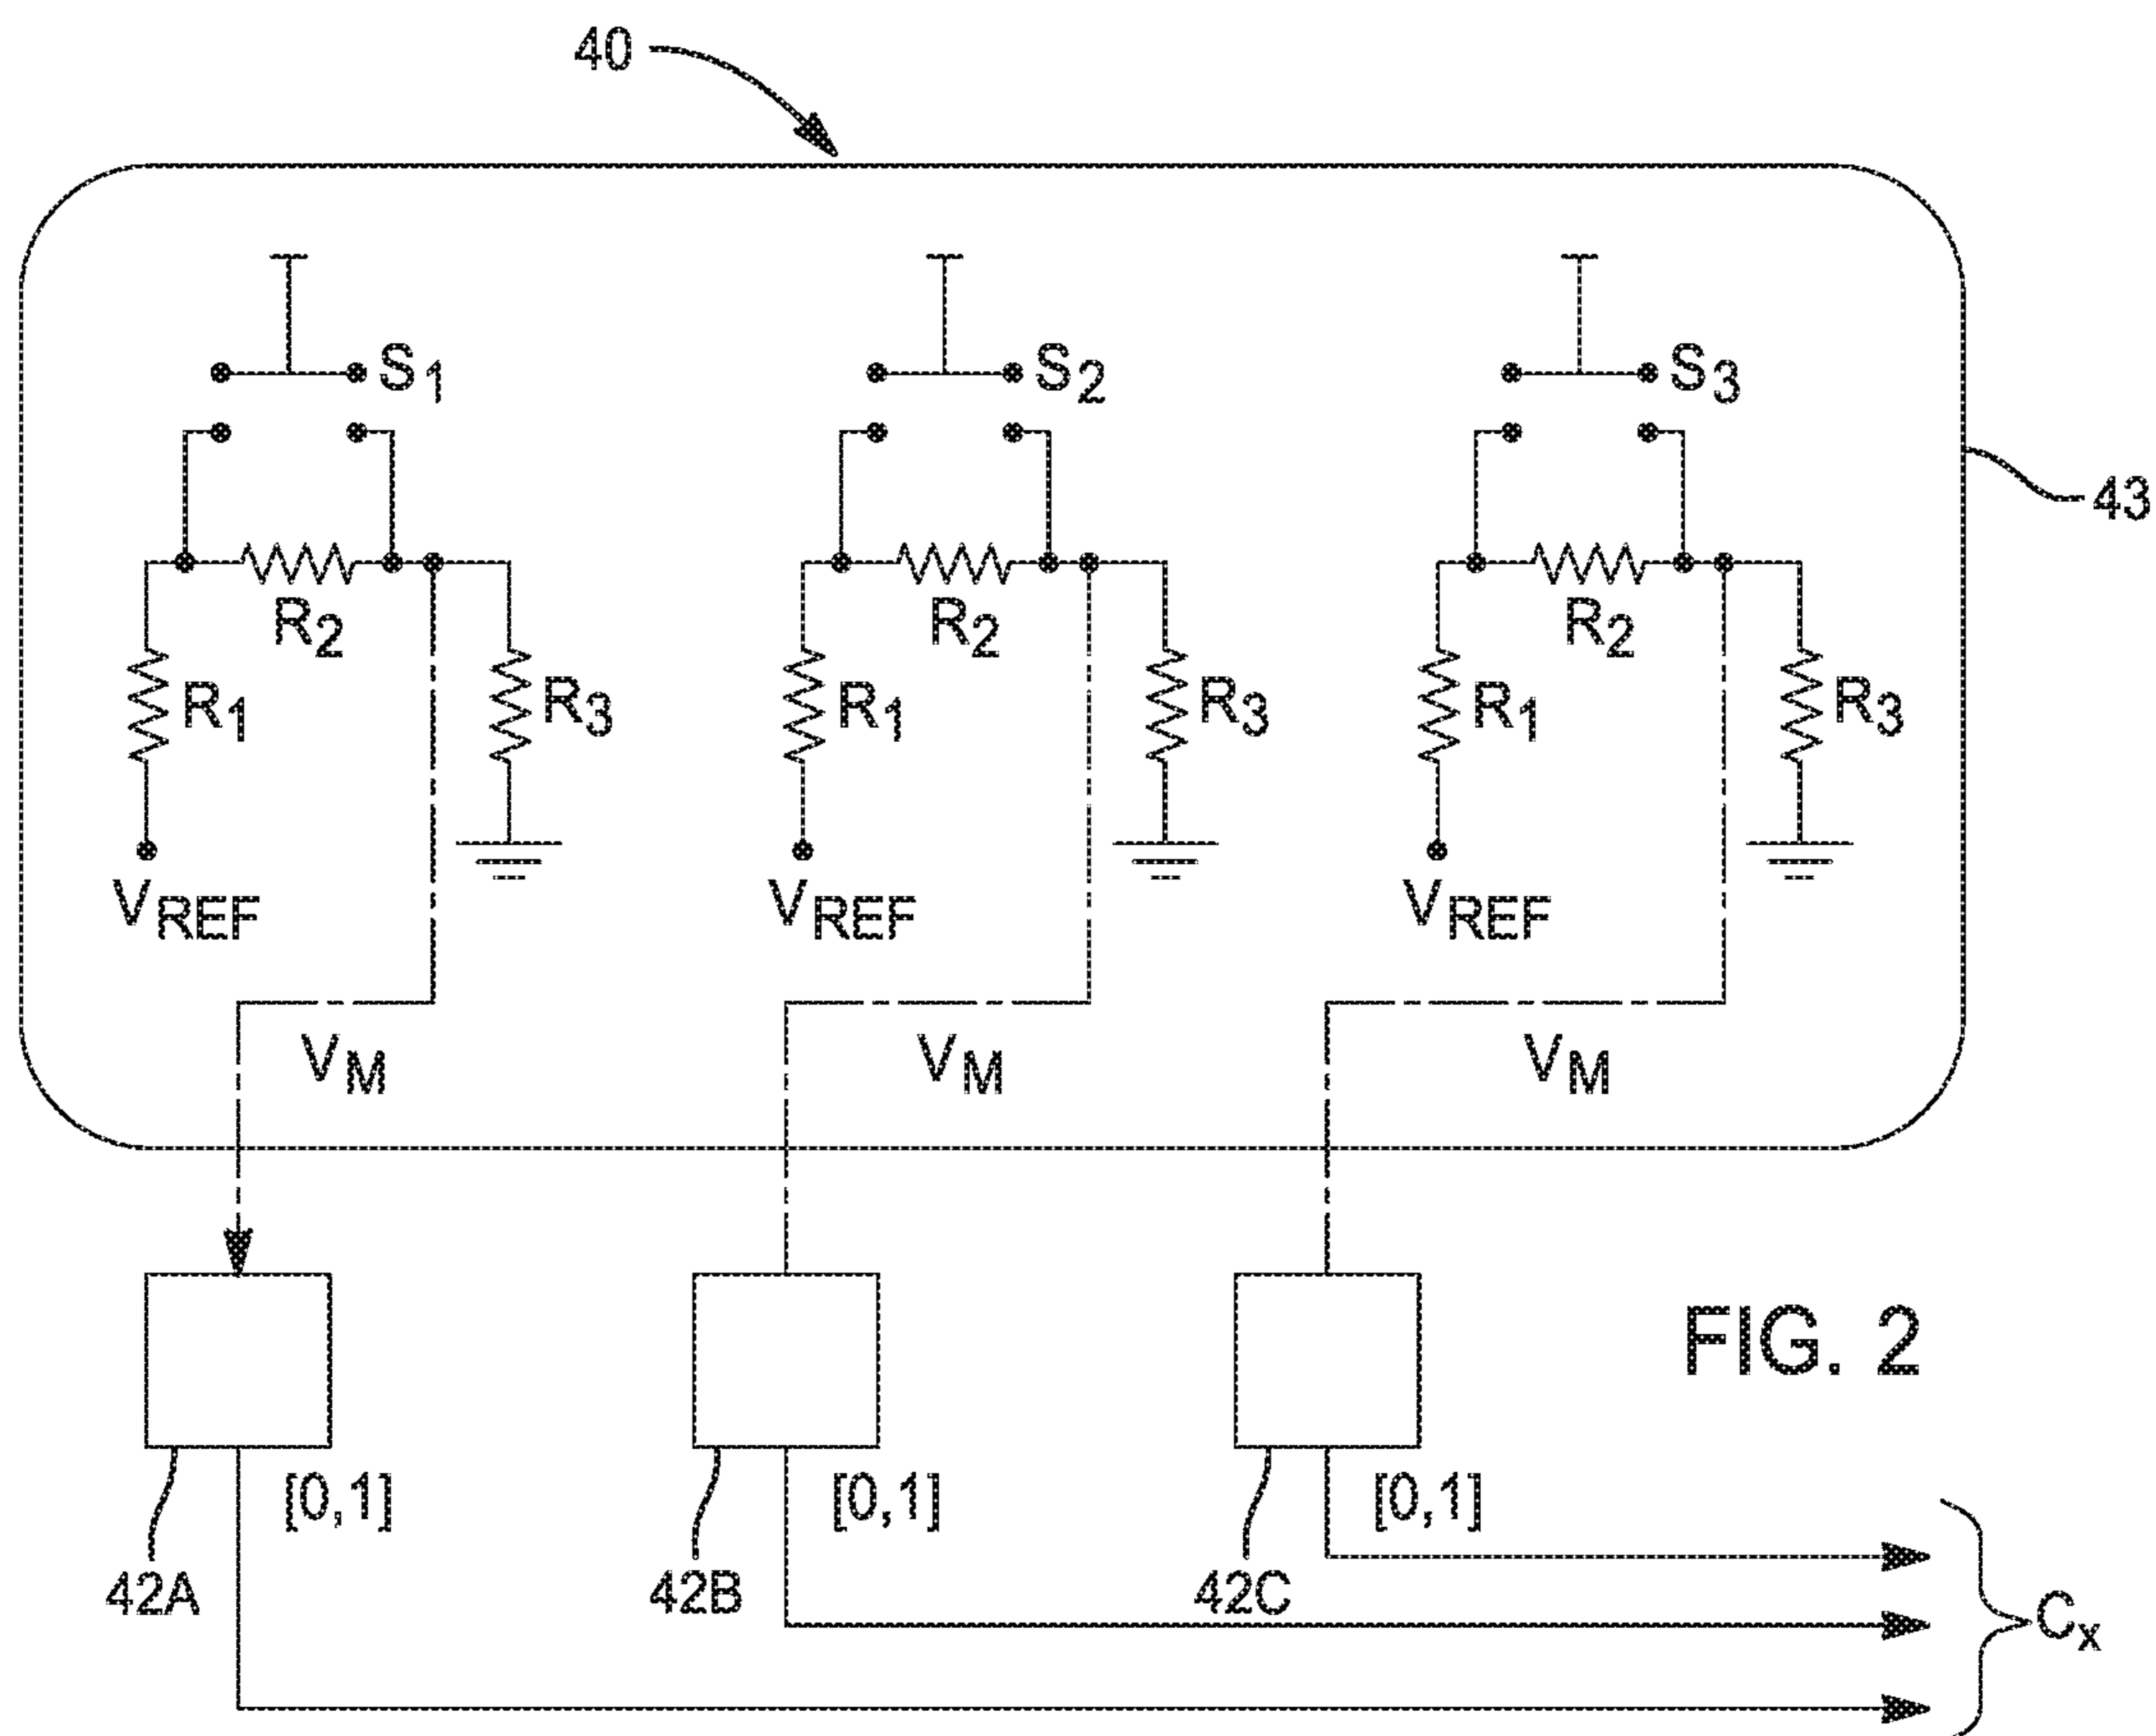 40
S1 S2 S3
43
R2 R2 R2
R1 R3 R1 R3 R1 R3
VREF VREF VREF
VM VM VM
FIG. 2
[0,1] [0,1] [0,1]
42A 42B 42C
Cx